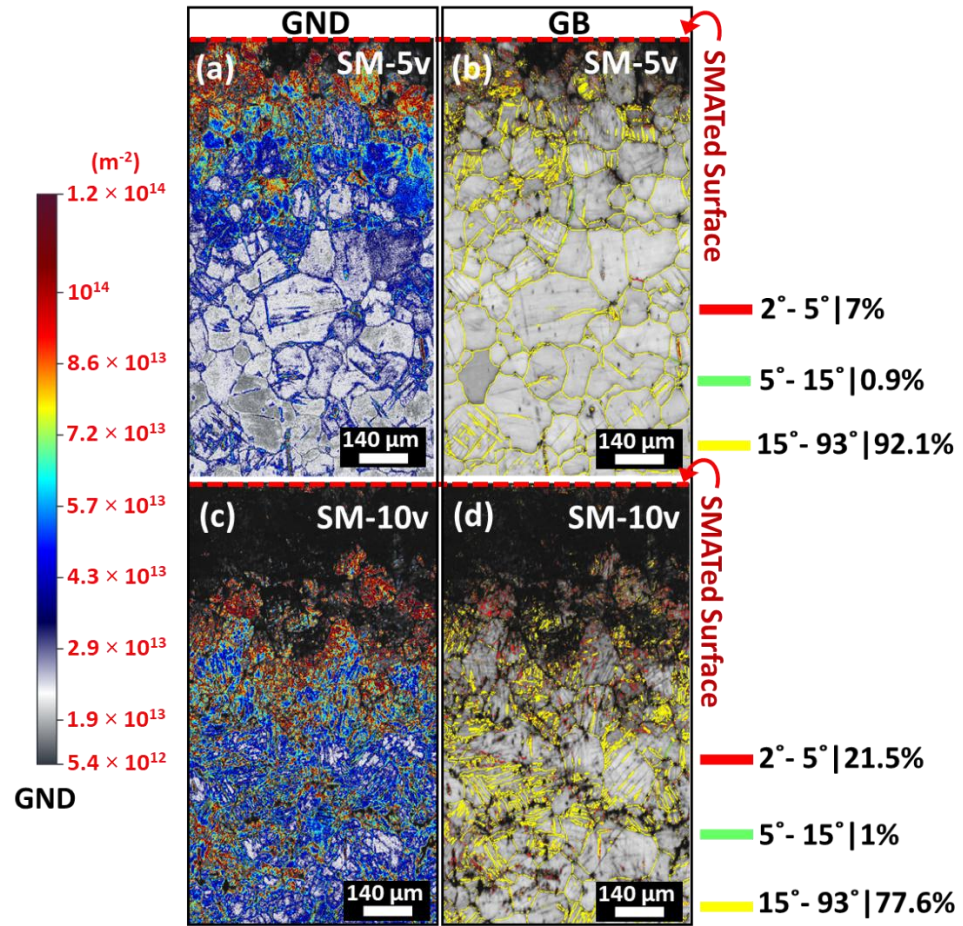 GND
GB
(a)
SM-5v
(b)
SM-5v
SMATed Surface
(m⁻²)
1.2 × 10¹⁴
10¹⁴
8.6 × 10¹³
7.2 × 10¹³
5.7 × 10¹³
4.3 × 10¹³
2.9 × 10¹³
1.9 × 10¹³
5.4 × 10¹²
GND
2°- 5°|7%
5°- 15°|0.9%
15°- 93°|92.1%
140 µm
140 µm
(c)
SM-10v
(d)
SM-10v
SMATed Surface
2°- 5°|21.5%
5°- 15°|1%
15°- 93°|77.6%
140 µm
140 µm